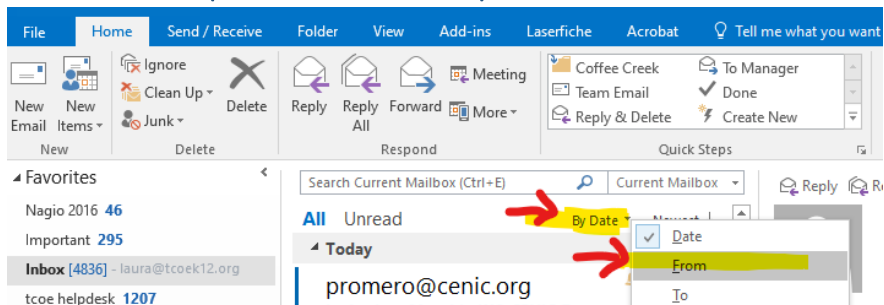 File Home Send / Receive Folder View Add-ins Laserfiche Acrobat Tell me what you want
New Email
New Items
Ignore
Clean Up
Junk
Delete
Reply
Reply All
Forward
Meeting
More
Coffee Creek
Team Email
Reply & Delete
To Manager
Done
Create New
New Delete Respond Quick Steps
Favorites
Nagio 2016 46
Important 295
Inbox [4836] - laura@tcoek12.org
tcoe helpdesk 1207
Search Current Mailbox (Ctrl+E) Current Mailbox
All Unread By Date
Today
promero@cenic.org
Date
From
To
Reply